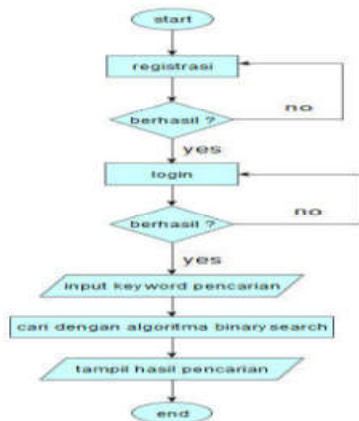 start
registrasi
no
berhasil ?
yes
login
no
berhasil ?
yes
input keyword pencarian
cari dengan algoritma binary search
tampil hasil pencarian
end